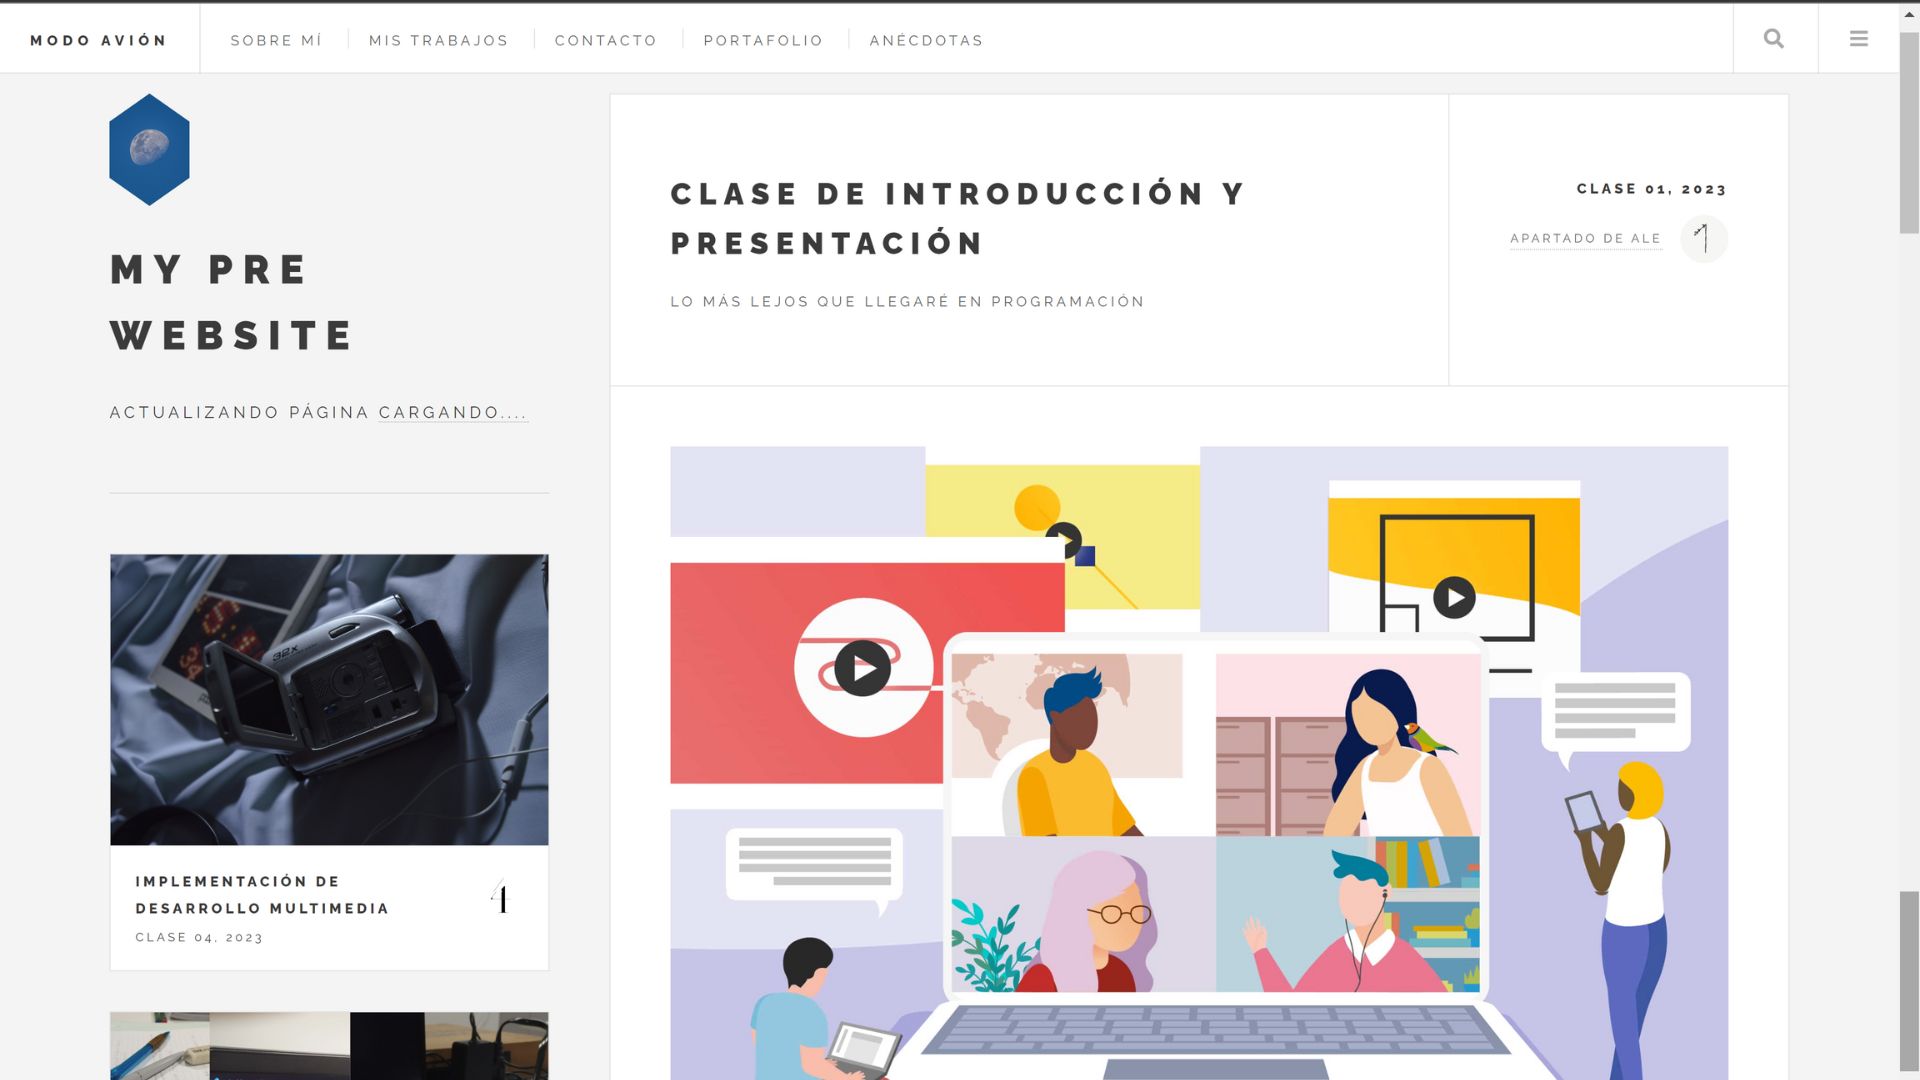 MODO AVIÓN
SOBRE MÍ
MIS TRABAJOS
CONTACTO
PORTAFOLIO
ANÉCDOTAS
MY PRE
WEBSITE
ACTUALIZANDO PÁGINA CARGANDO....
32x
IMPLEMENTACIÓN DE
DESARROLLO MULTIMEDIA
CLASE 04, 2023
4
CLASE DE INTRODUCCIÓN Y
PRESENTACIÓN
LO MÁS LEJOS QUE LLEGARÉ EN PROGRAMACIÓN
CLASE 01, 2023
APARTADO DE ALE
1